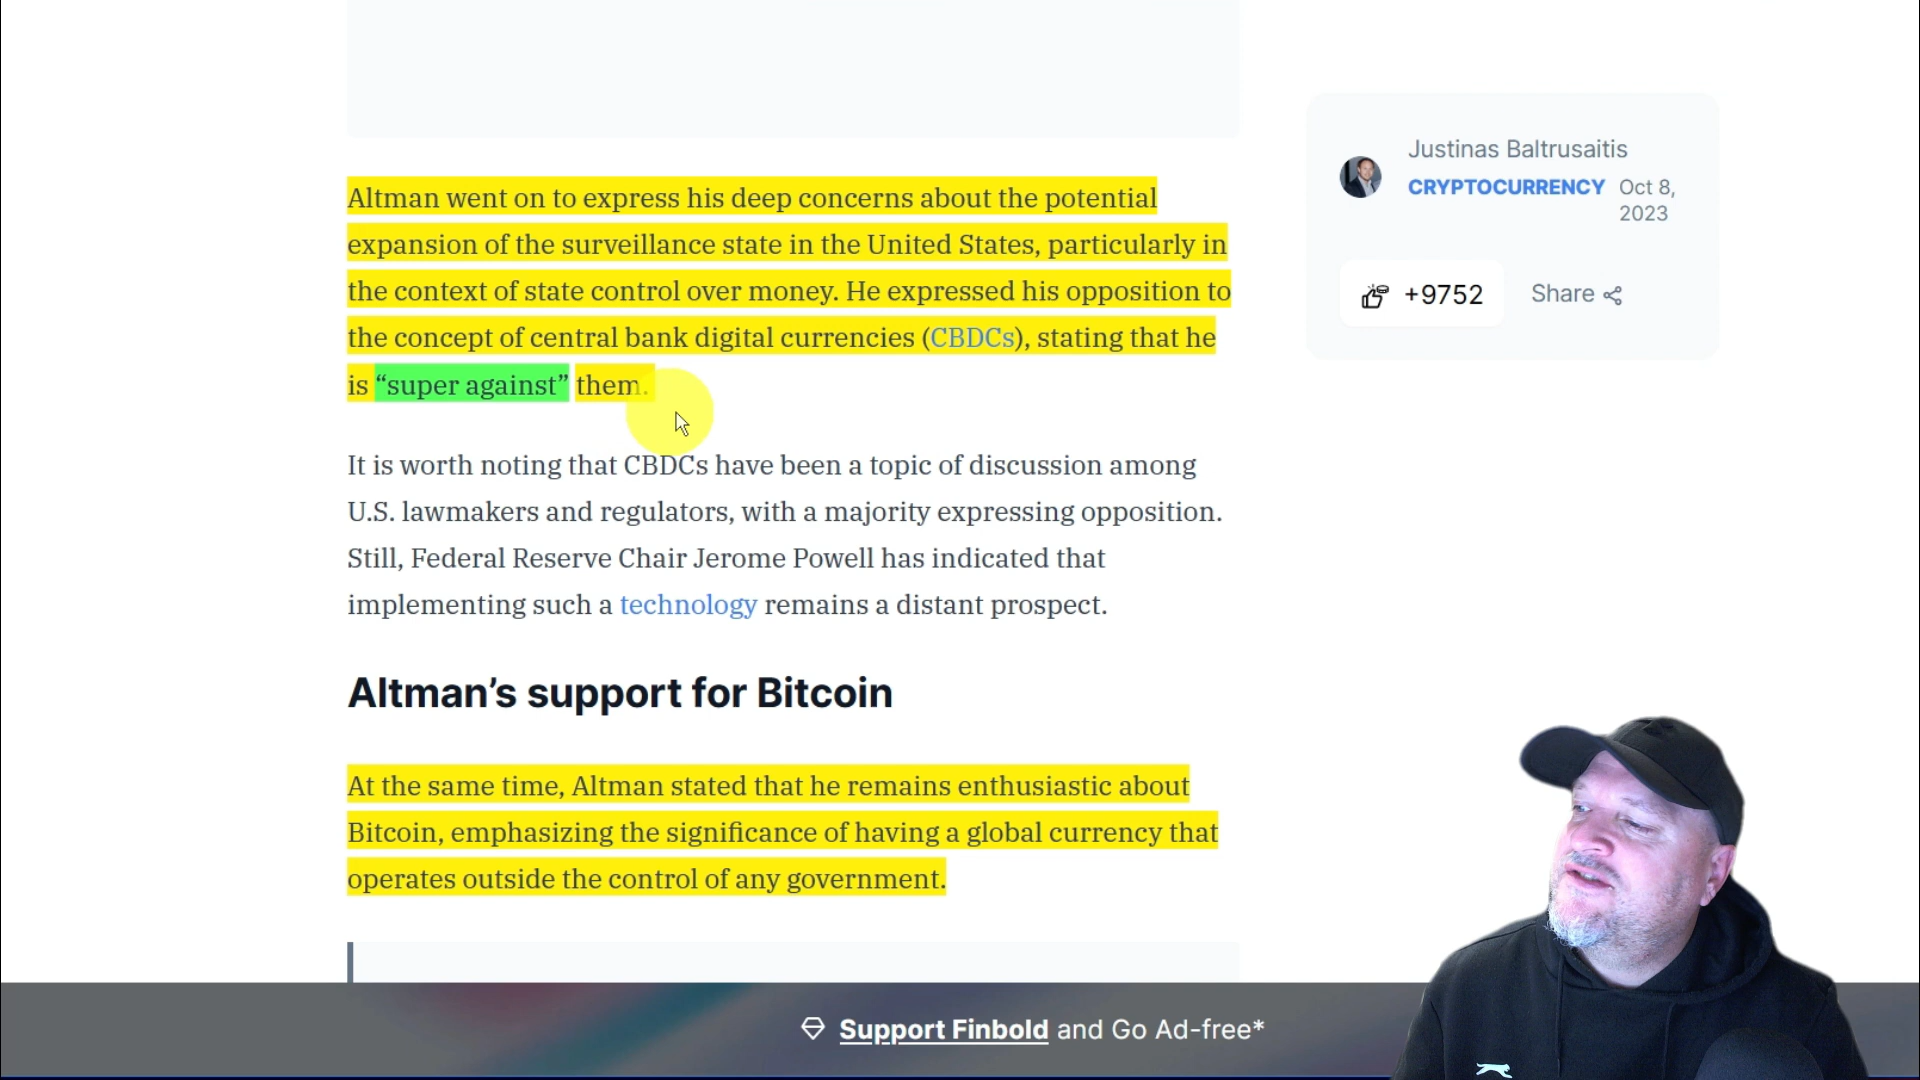 Altman went on to express his deep concerns about the potential
expansion of the surveillance state in the United States, particularly in
the context of state control over money. He expressed his opposition to
the concept of central bank digital currencies (CBDCs), stating that he
is “super against” them.
It is worth noting that CBDCs have been a topic of discussion among
U.S. lawmakers and regulators, with a majority expressing opposition.
Still, Federal Reserve Chair Jerome Powell has indicated that
implementing such a technology remains a distant prospect.
Altman’s support for Bitcoin
At the same time, Altman stated that he remains enthusiastic about
Bitcoin, emphasizing the significance of having a global currency that
operates outside the control of any government.
Justinas Baltrusaitis
CRYPTOCURRENCY Oct 8,
2023
+9752 Share
Support Finbold and Go Ad-free*